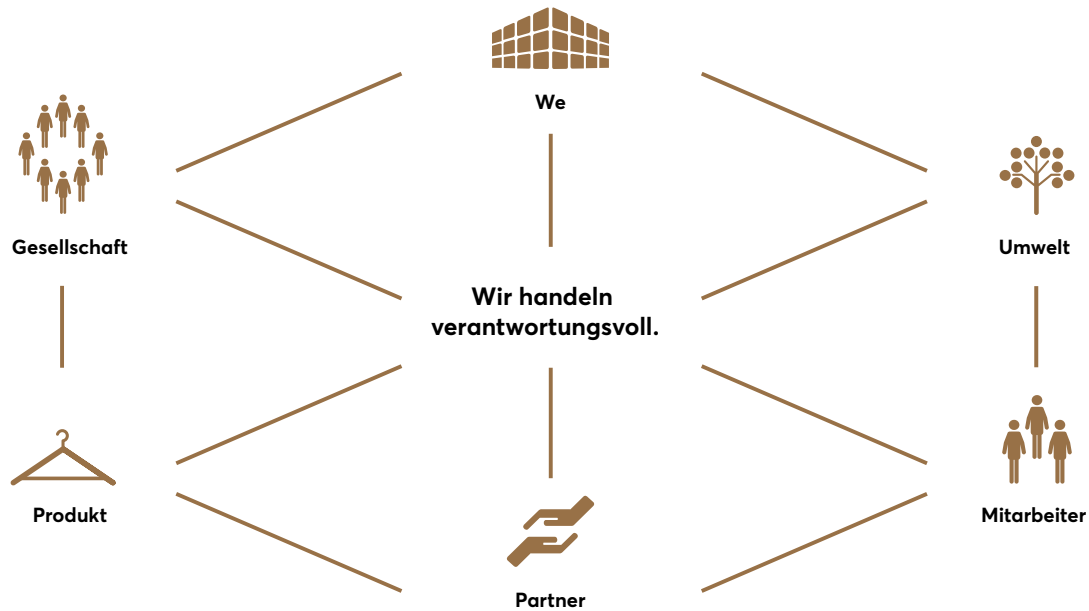 We
Gesellschaft
Umwelt
Wir handeln
verantwortungsvoll.
Produkt
Mitarbeiter
Partner